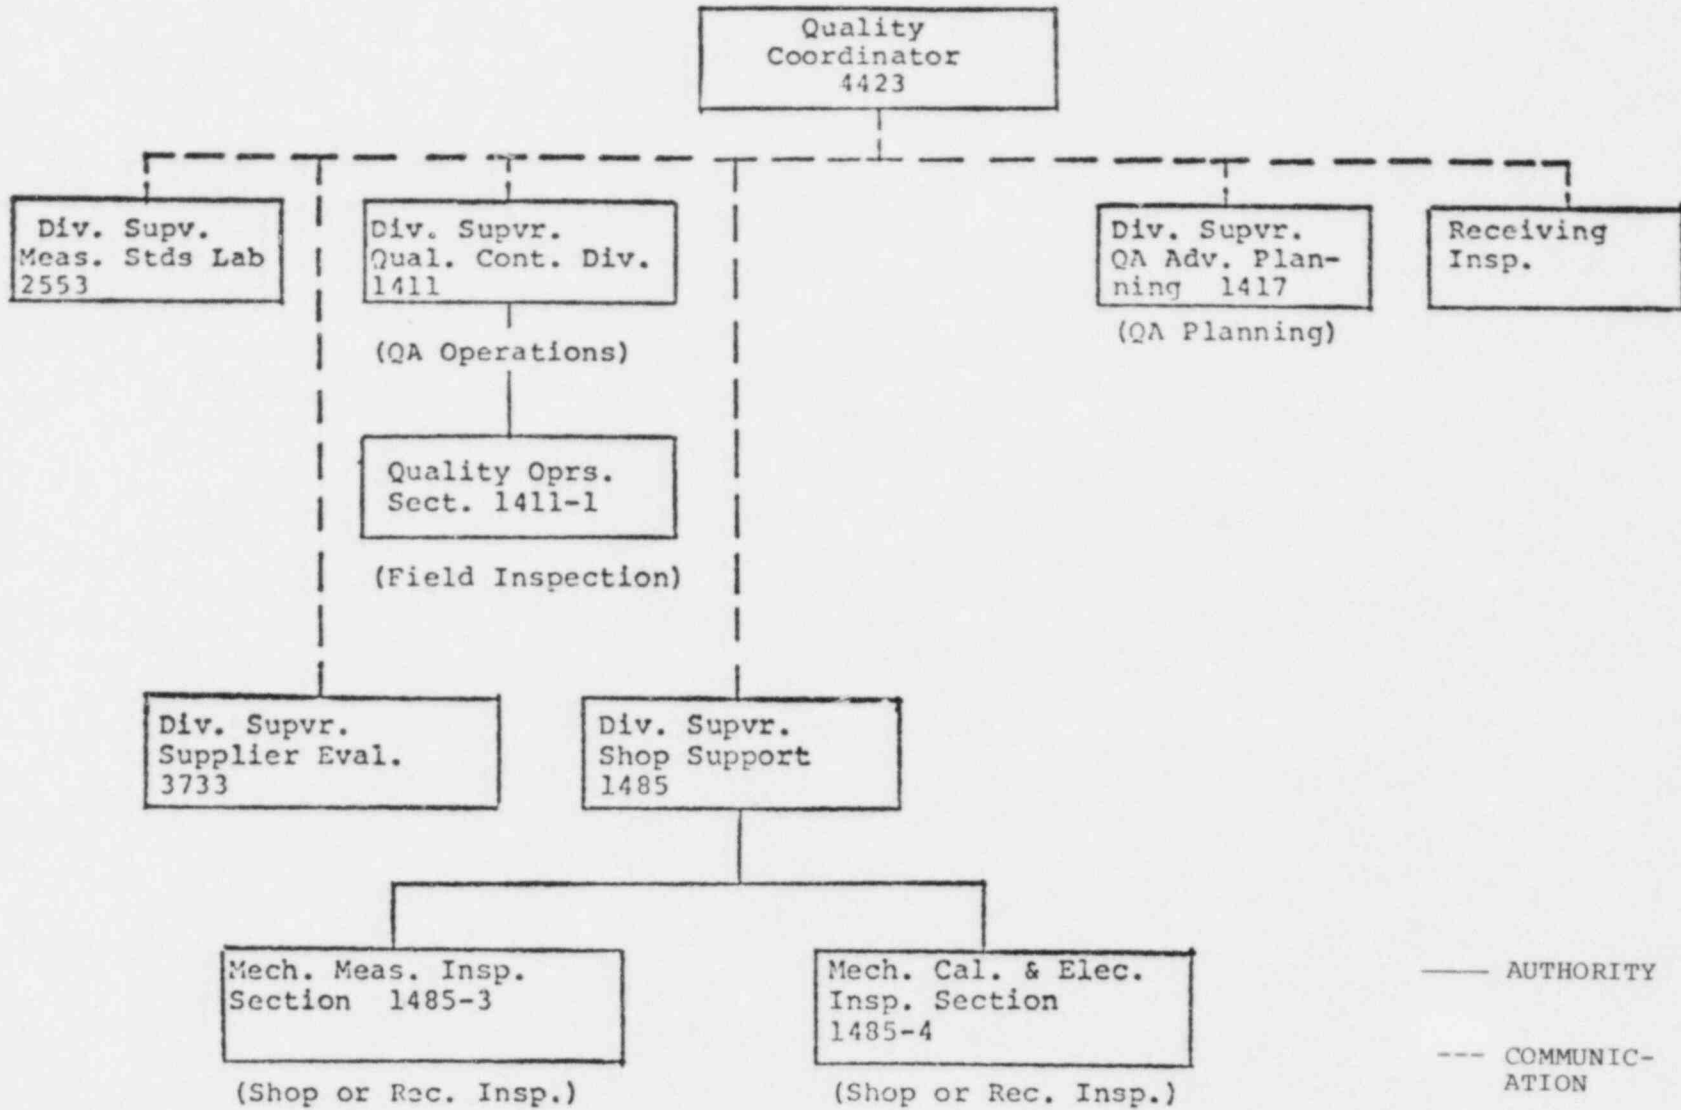 Quality
Coordinator
4423
Div. Supv.
Meas. Stds Lab
2553
Div. Supvr.
Qual. Cont. Div.
1411
(QA Operations)
Quality Oprs.
Sect. 1411-1
(Field Inspection)
Div. Supvr.
QA Adv. Plan-
ning 1417
(QA Planning)
Receiving
Insp.
Div. Supvr.
Supplier Eval.
3733
Div. Supvr.
Shop Support
1485
Mech. Meas. Insp.
Section 1485-3
(Shop or Rec. Insp.)
Mech. Cal. & Elec.
Insp. Section
1485-4
(Shop or Rec. Insp.)
AUTHORITY
COMMUNIC-
ATION